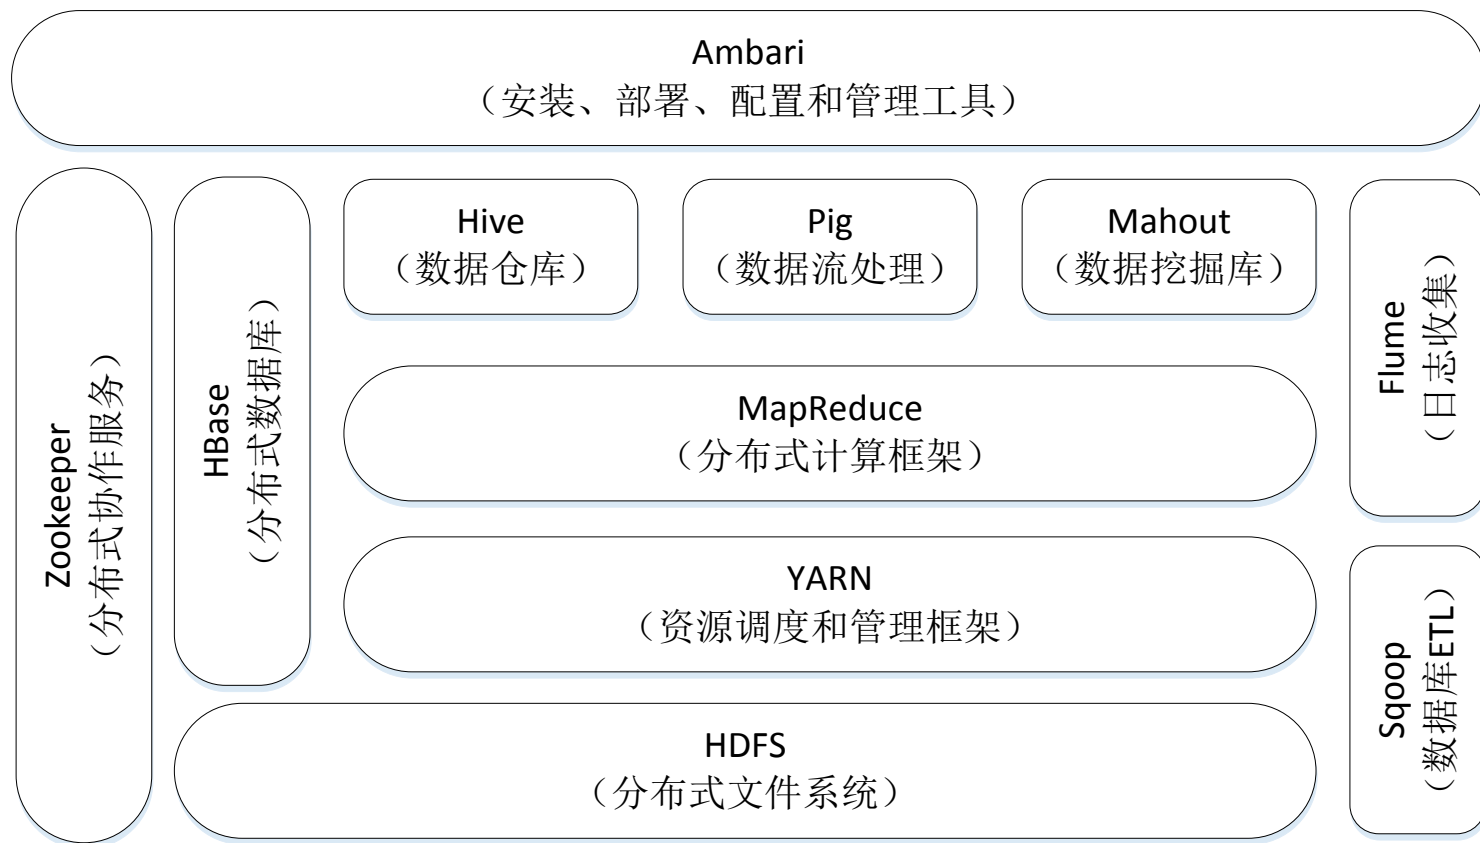 Ambari
（安装、部署、配置和管理工具）
Zookeeper
（分布式协作服务）
HBase
（分布式数据库）
Hive
（数据仓库）
Pig
（数据流处理）
Mahout
（数据挖掘库）
MapReduce
（分布式计算框架）
YARN
（资源调度和管理框架）
HDFS
（分布式文件系统）
Flume
（日志收集）
Sqoop
（数据库ETL）